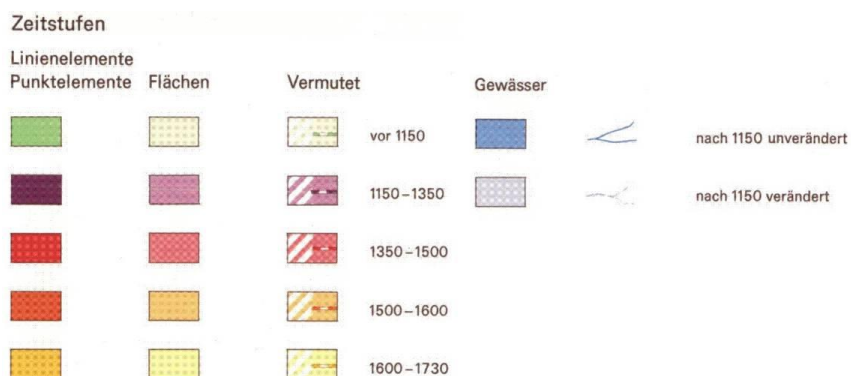 Zeitstufen
Linienelemente
Punktelemente Flächen Vermutet Gewässer
vor 1150 nach 1150 unverändert
1150–1350 nach 1150 verändert
1350–1500
1500–1600
1600–1730